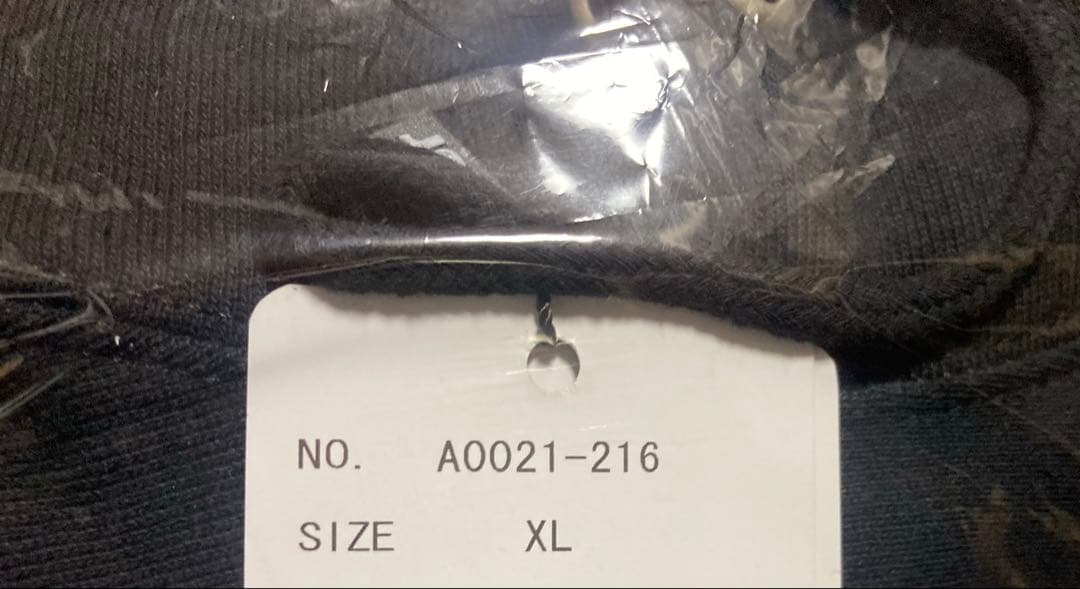 NO. A0021-216
SIZE XL